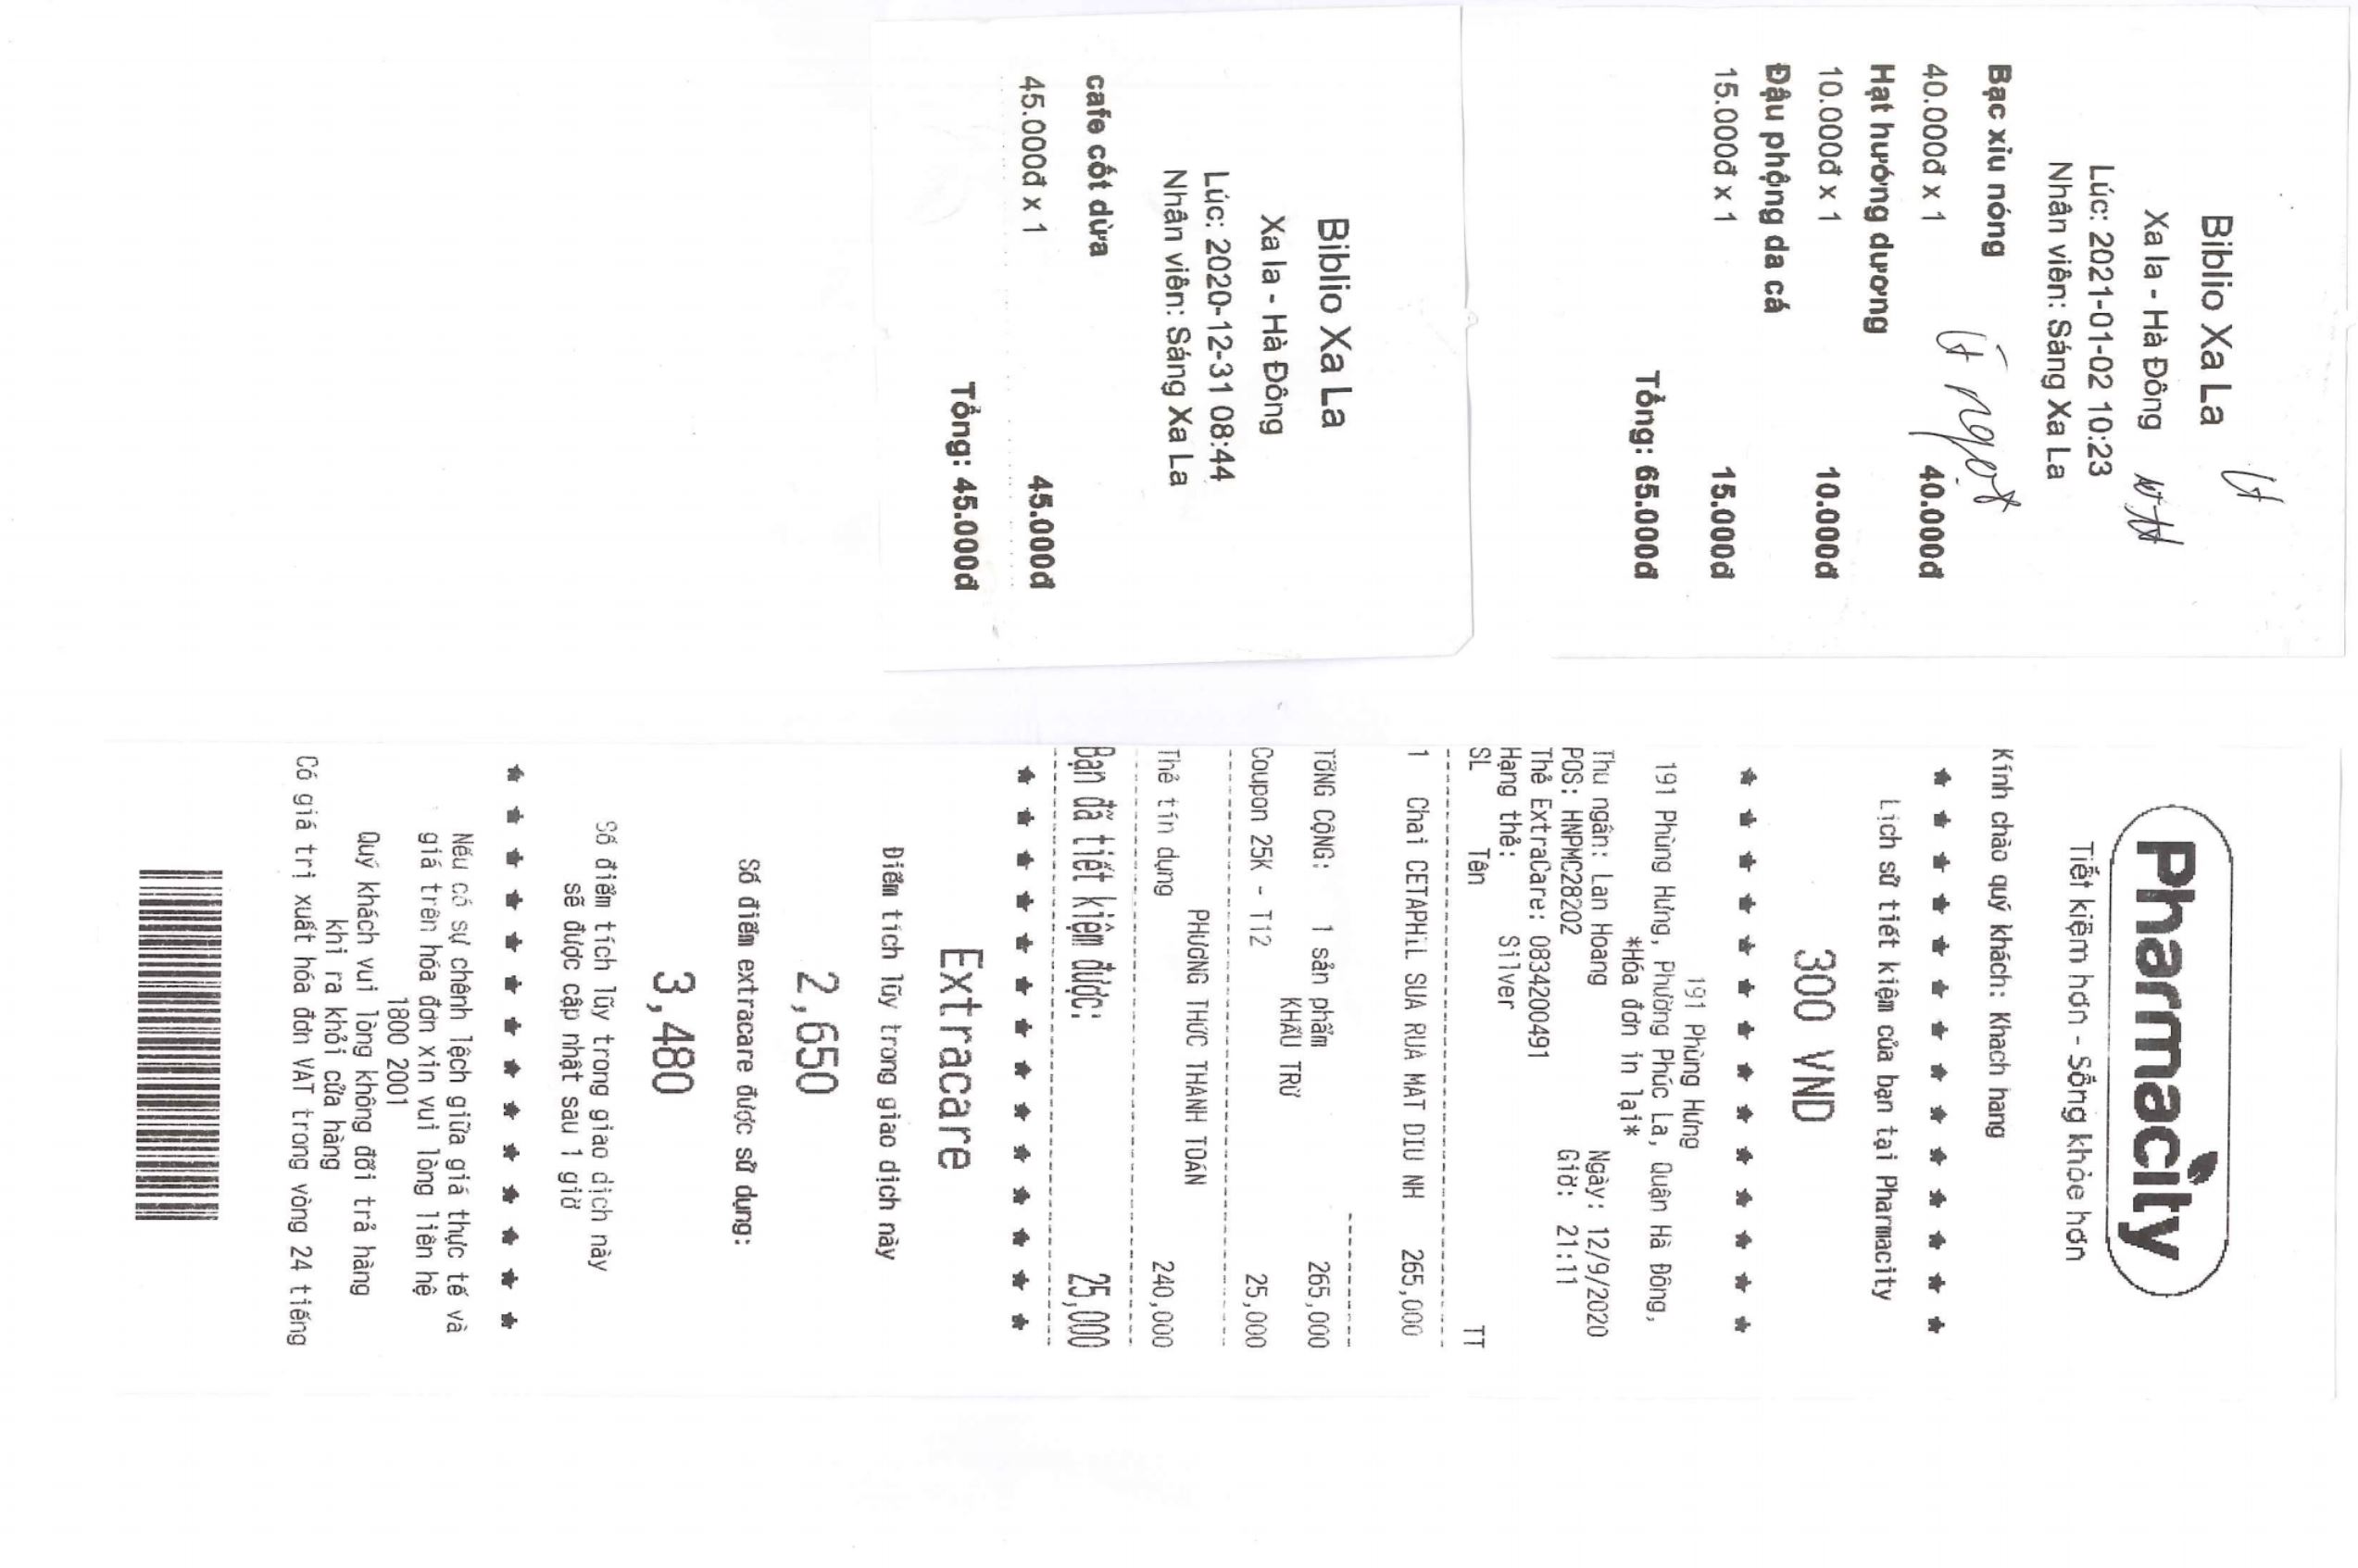 Biblio Xa La
Xa la - Hà Đông
Lúc: 2021-01-02 10:23
Nhân viên: Sáng Xa La
Bạc xỉu nóng
ít ngọt
40.000đ x 1 40.000đ
Hạt hướng dương
10.000đ x 1 10.000đ
Đậu phộng da cá
15.000đ x 1 15.000đ
Tổng: 65.000đ
Biblio Xa La
Xa la - Hà Đông
Lúc: 2020-12-31 08:44
Nhân viên: Sáng Xa La
cafe cốt dừa
45.000đ x 1 45.000đ
Tổng: 45.000đ
Pharmacity
Tiết kiệm hơn - Sống khỏe hơn
Kính chào quý khách: Khach hang
Lịch sử tiết kiệm của bạn tại Pharmacity
300 VND
191 Phùng Hưng
191 Phùng Hưng, Phường Phúc La, Quận Hà Đông,
*Hóa đơn in lại*
Thu ngân: Lan Hoang Ngày: 12/9/2020
POS: HNPMC28202 Giờ: 21:11
Thẻ ExtraCare: 0834200491
Hạng thẻ: Silver
SL Tên TT
1 Chai CETAPHiL SUA RUA MAT DIU NH 265,000
TỔNG CỘNG: 1 sản phẩm 265,000
KHẤU TRỪ
Coupon 25K - T12 25,000
PHƯƠNG THỨC THANH TOÁN
Thẻ tín dụng 240,000
Bạn đã tiết kiệm được: 25,000
Extracare
Điểm tích lũy trong giao dịch này
2,650
Số điểm extracare được sử dụng:
3,480
Số điểm tích lũy trong giao dịch này
sẽ được cập nhật sau 1 giờ
Nếu có sự chênh lệch giữa giá thực tế và
giá trên hóa đơn xin vui lòng liên hệ
1800 2001
Quý khách vui lòng không đổi trả hàng
khi ra khỏi cửa hàng
Có giá trị xuất hóa đơn VAT trong vòng 24 tiếng